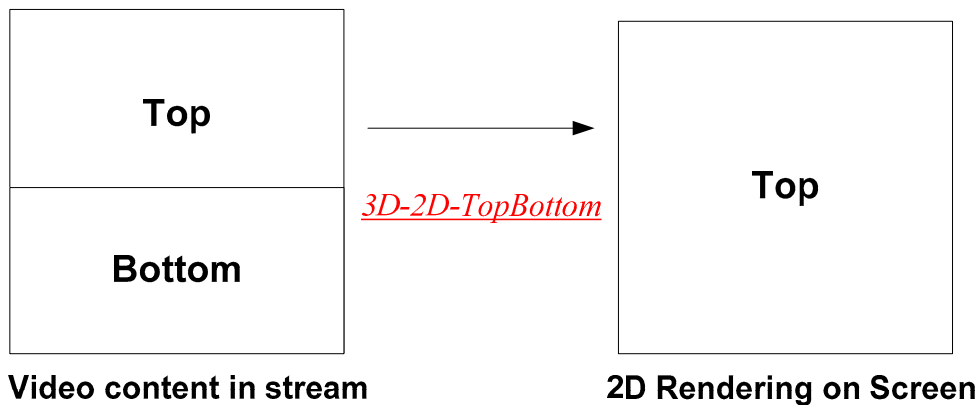 Top
Bottom
3D-2D-TopBottom
Top
Video content in stream
2D Rendering on Screen